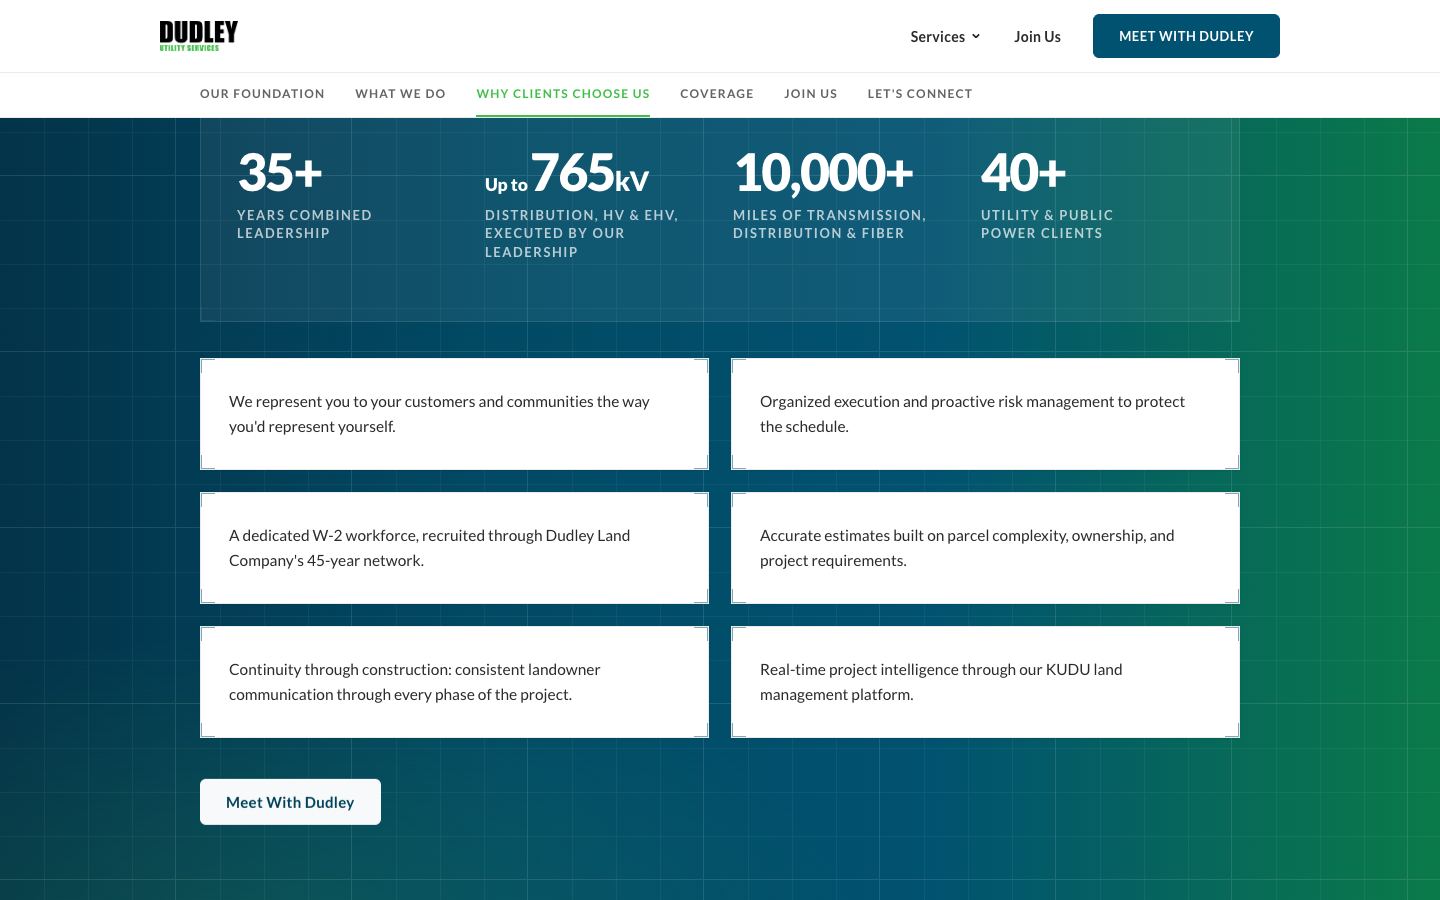 DUDLEY
UTILITY SERVICES
Services
Join Us
MEET WITH DUDLEY
OUR FOUNDATION
WHAT WE DO
WHY CLIENTS CHOOSE US
COVERAGE
JOIN US
LET'S CONNECT
35+
YEARS COMBINED
LEADERSHIP
Up to 765kV
DISTRIBUTION, HV & EHV,
EXECUTED BY OUR
LEADERSHIP
10,000+
MILES OF TRANSMISSION,
DISTRIBUTION & FIBER
40+
UTILITY & PUBLIC
POWER CLIENTS
We represent you to your customers and communities the way
you'd represent yourself.
Organized execution and proactive risk management to protect
the schedule.
A dedicated W-2 workforce, recruited through Dudley Land
Company's 45-year network.
Accurate estimates built on parcel complexity, ownership, and
project requirements.
Continuity through construction: consistent landowner
communication through every phase of the project.
Real-time project intelligence through our KUDU land
management platform.
Meet With Dudley